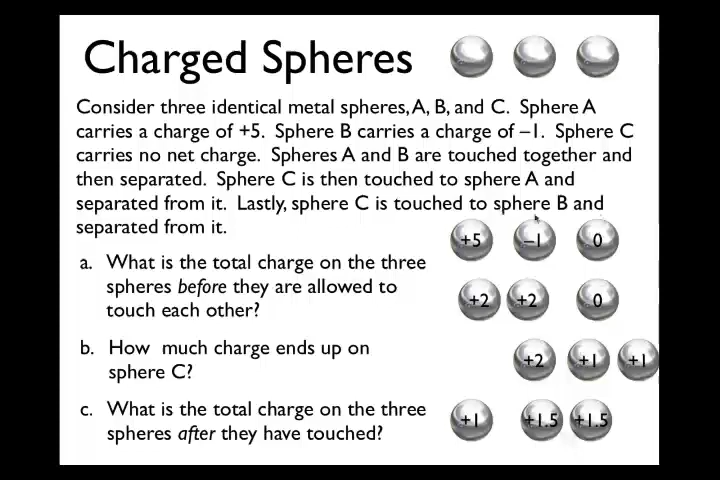 Charged Spheres
Consider three identical metal spheres, A, B, and C. Sphere A
carries a charge of +5. Sphere B carries a charge of –1. Sphere C
carries no net charge. Spheres A and B are touched together and
then separated. Sphere C is then touched to sphere A and
separated from it. Lastly, sphere C is touched to sphere B and
separated from it.
+5 –1 0
a. What is the total charge on the three
spheres before they are allowed to
touch each other?
+2 +2 0
b. How much charge ends up on
sphere C?
+2 +1 +1
c. What is the total charge on the three
spheres after they have touched?
+1 +1.5 +1.5